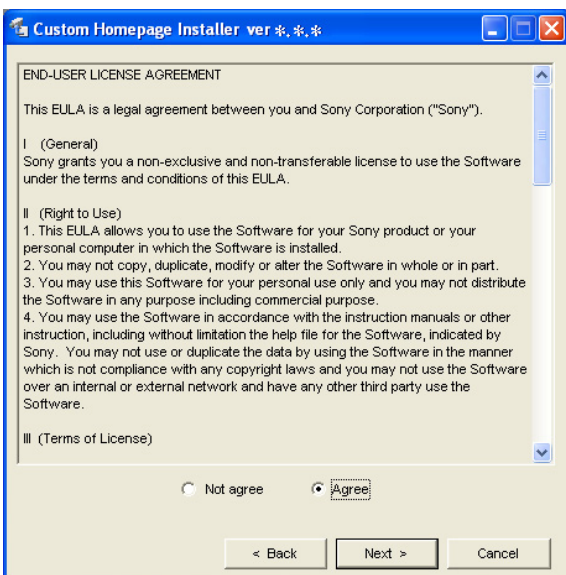 Custom Homepage Installer ver *.*.*
END-USER LICENSE AGREEMENT
This EULA is a legal agreement between you and Sony Corporation ("Sony").
I (General)
Sony grants you a non-exclusive and non-transferable license to use the Software
under the terms and conditions of this EULA.
II (Right to Use)
1. This EULA allows you to use the Software for your Sony product or your
personal computer in which the Software is installed.
2. You may not copy, duplicate, modify or alter the Software in whole or in part.
3. You may use this Software for your personal use only and you may not distribute
the Software in any purpose including commercial purpose.
4. You may use the Software in accordance with the instruction manuals or other
instruction, including without limitation the help file for the Software, indicated by
Sony. You may not use or duplicate the data by using the Software in the manner
which is not compliance with any copyright laws and you may not use the Software
over an internal or external network and have any other third party use the
Software.
III (Terms of License)
Not agree Agree
< Back Next > Cancel